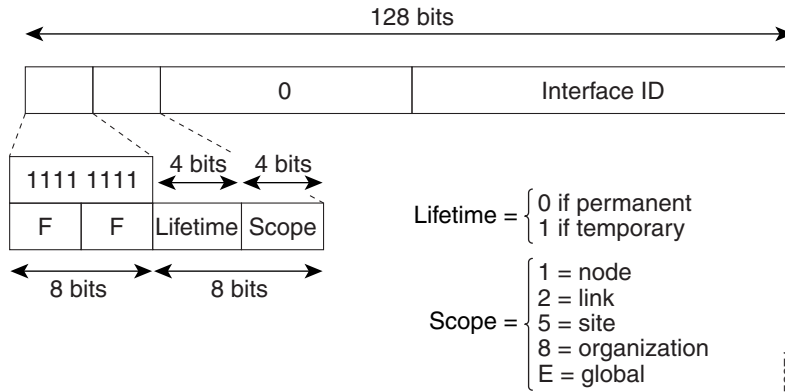 128 bits
0 Interface ID
4 bits 4 bits
1111 1111
F F Lifetime Scope
8 bits 8 bits
Lifetime = 0 if permanent
1 if temporary
Scope = 1 = node
2 = link
5 = site
8 = organization
E = global